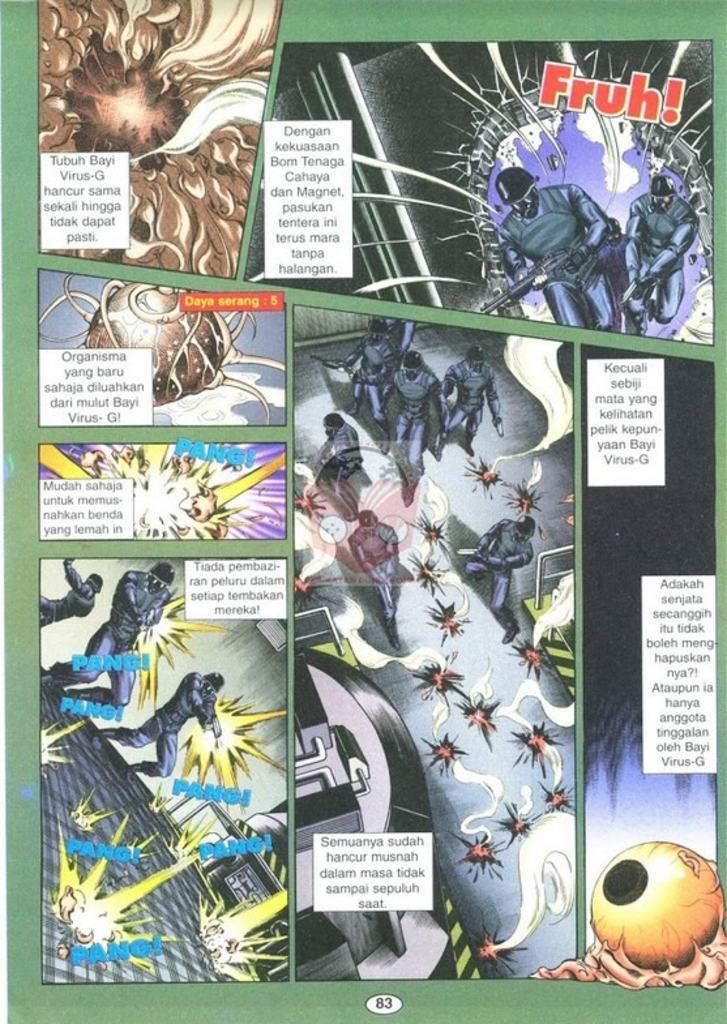 Tubuh Bayi
Virus-G
hancur sama
sekali hingga
tidak dapat
pasti.
Dengan
kekuasaan
Bom Tenaga
Cahaya
dan Magnet,
pasukan
tentera ini
terus mara
tanpa
halangan.
Fruh!
Daya serang : 5
Organisma
yang baru
sahaja diluahkan
dari mulut Bayi
Virus- G!
PANG!
Mudah sahaja
untuk memus-
nahkan benda
yang lemah in
Tiada pembazi-
ran peluru dalam
setiap tembakan
mereka!
PANG!
PANG!
PANG!
PANG!
PANG!
PANG!
Semuanya sudah
hancur musnah
dalam masa tidak
sampai sepuluh
saat.
Kecuali
sebiji
mata yang
kelihatan
pelik kepun-
yaan Bayi
Virus-G
Adakah
senjata
secanggih
itu tidak
boleh meng-
hapuskan
nya?!
Ataupun ia
hanya
anggota
tinggalan
oleh Bayi
Virus-G
83